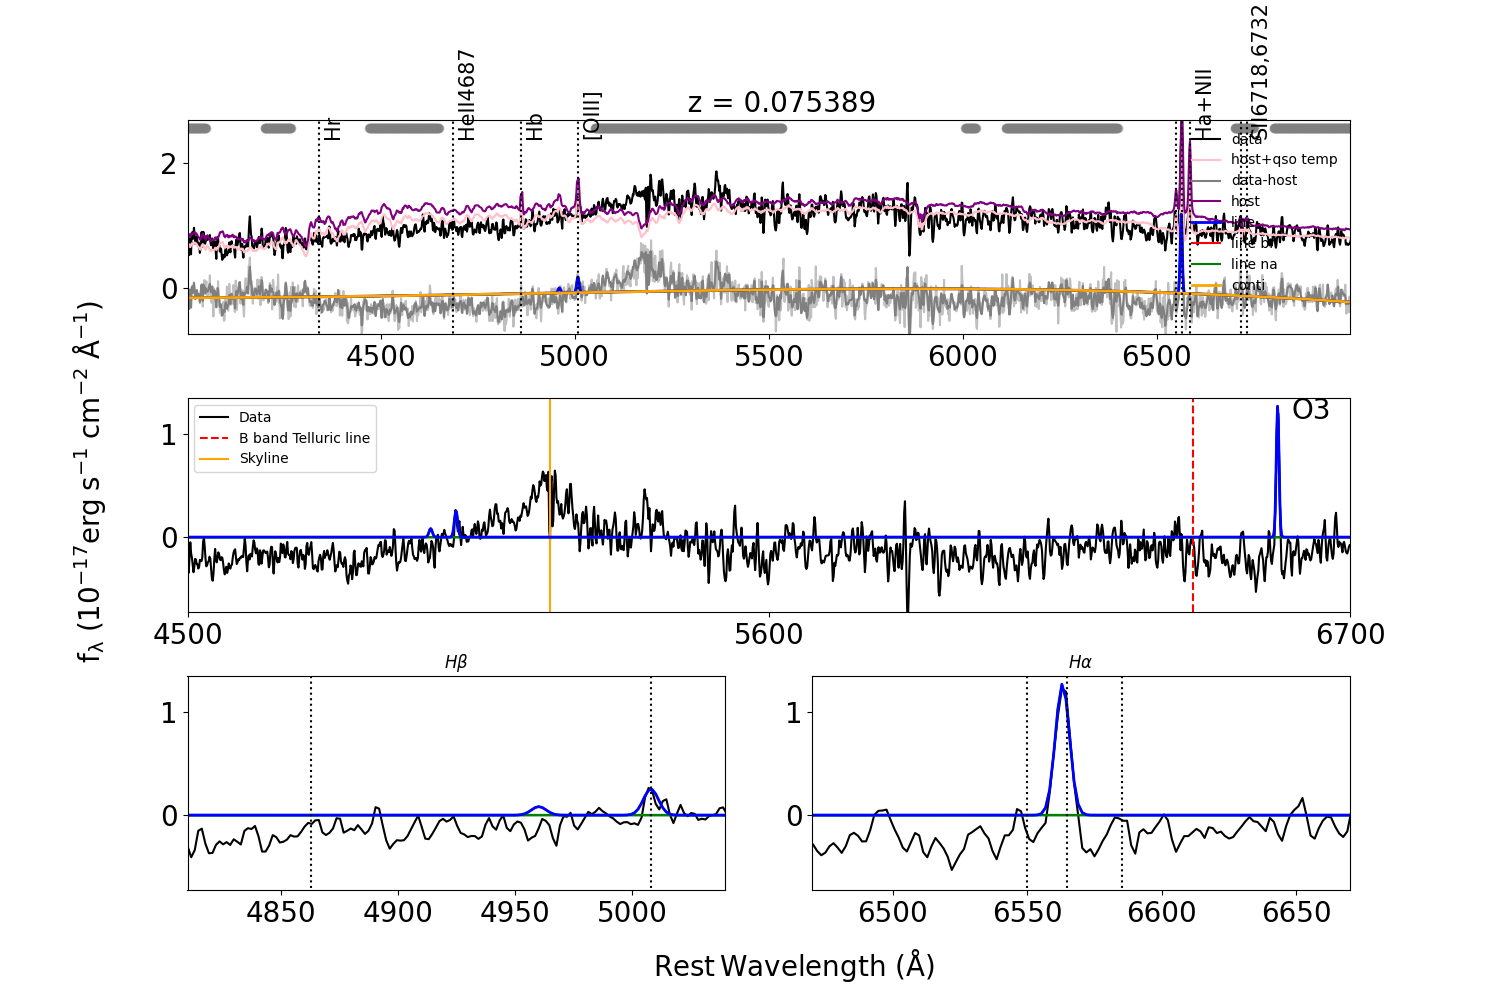 z = 0.075389
Hr
HeII4687
Hb
[OIII]
Ha+NII
SII6718,6732
data
host+qso temp
data-host
host
line
line br
line na
conti
2
0
4500
5000
5500
6000
6500
fλ (10−17erg s−1 cm−2 Å−1)
Data
B band Telluric line
Skyline
O3
1
0
4500
5600
6700
Hβ
1
0
4850
4900
4950
5000
Hα
1
0
6500
6550
6600
6650
Rest Wavelength (Å)